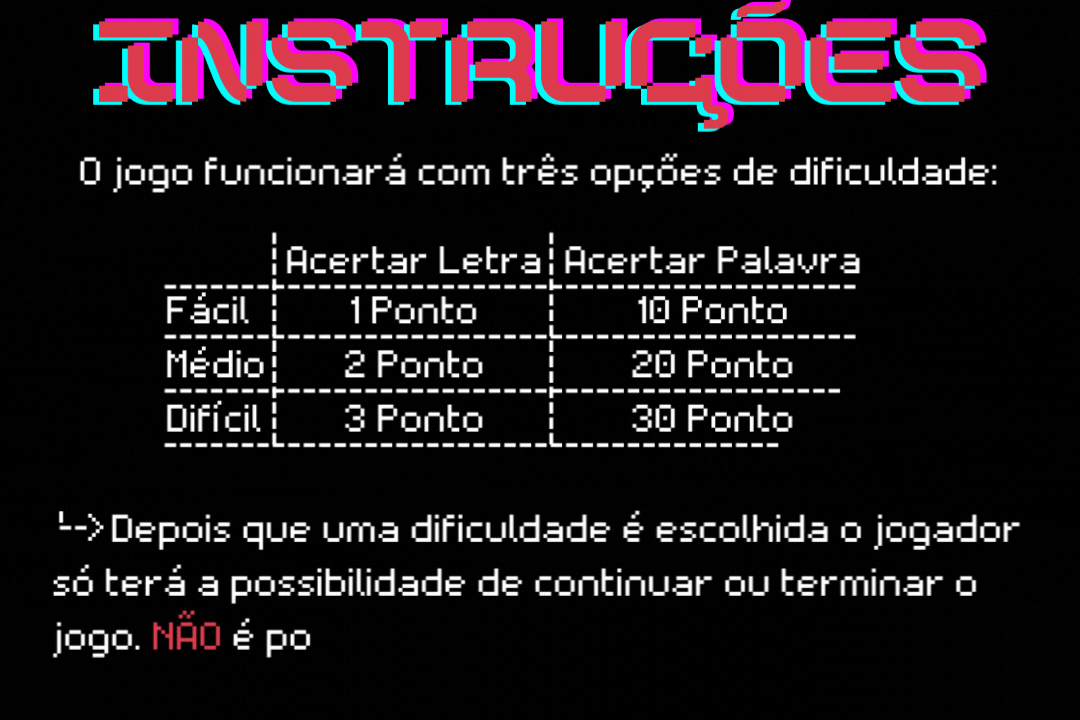 INSTRUÇÕES
O jogo funcionará com três opções de dificuldade:
Acertar Letra Acertar Palavra
Fácil 1 Ponto 10 Ponto
Médio 2 Ponto 20 Ponto
Difícil 3 Ponto 30 Ponto
└-> Depois que uma dificuldade é escolhida o jogador
só terá a possibilidade de continuar ou terminar o
jogo. NÃO é po